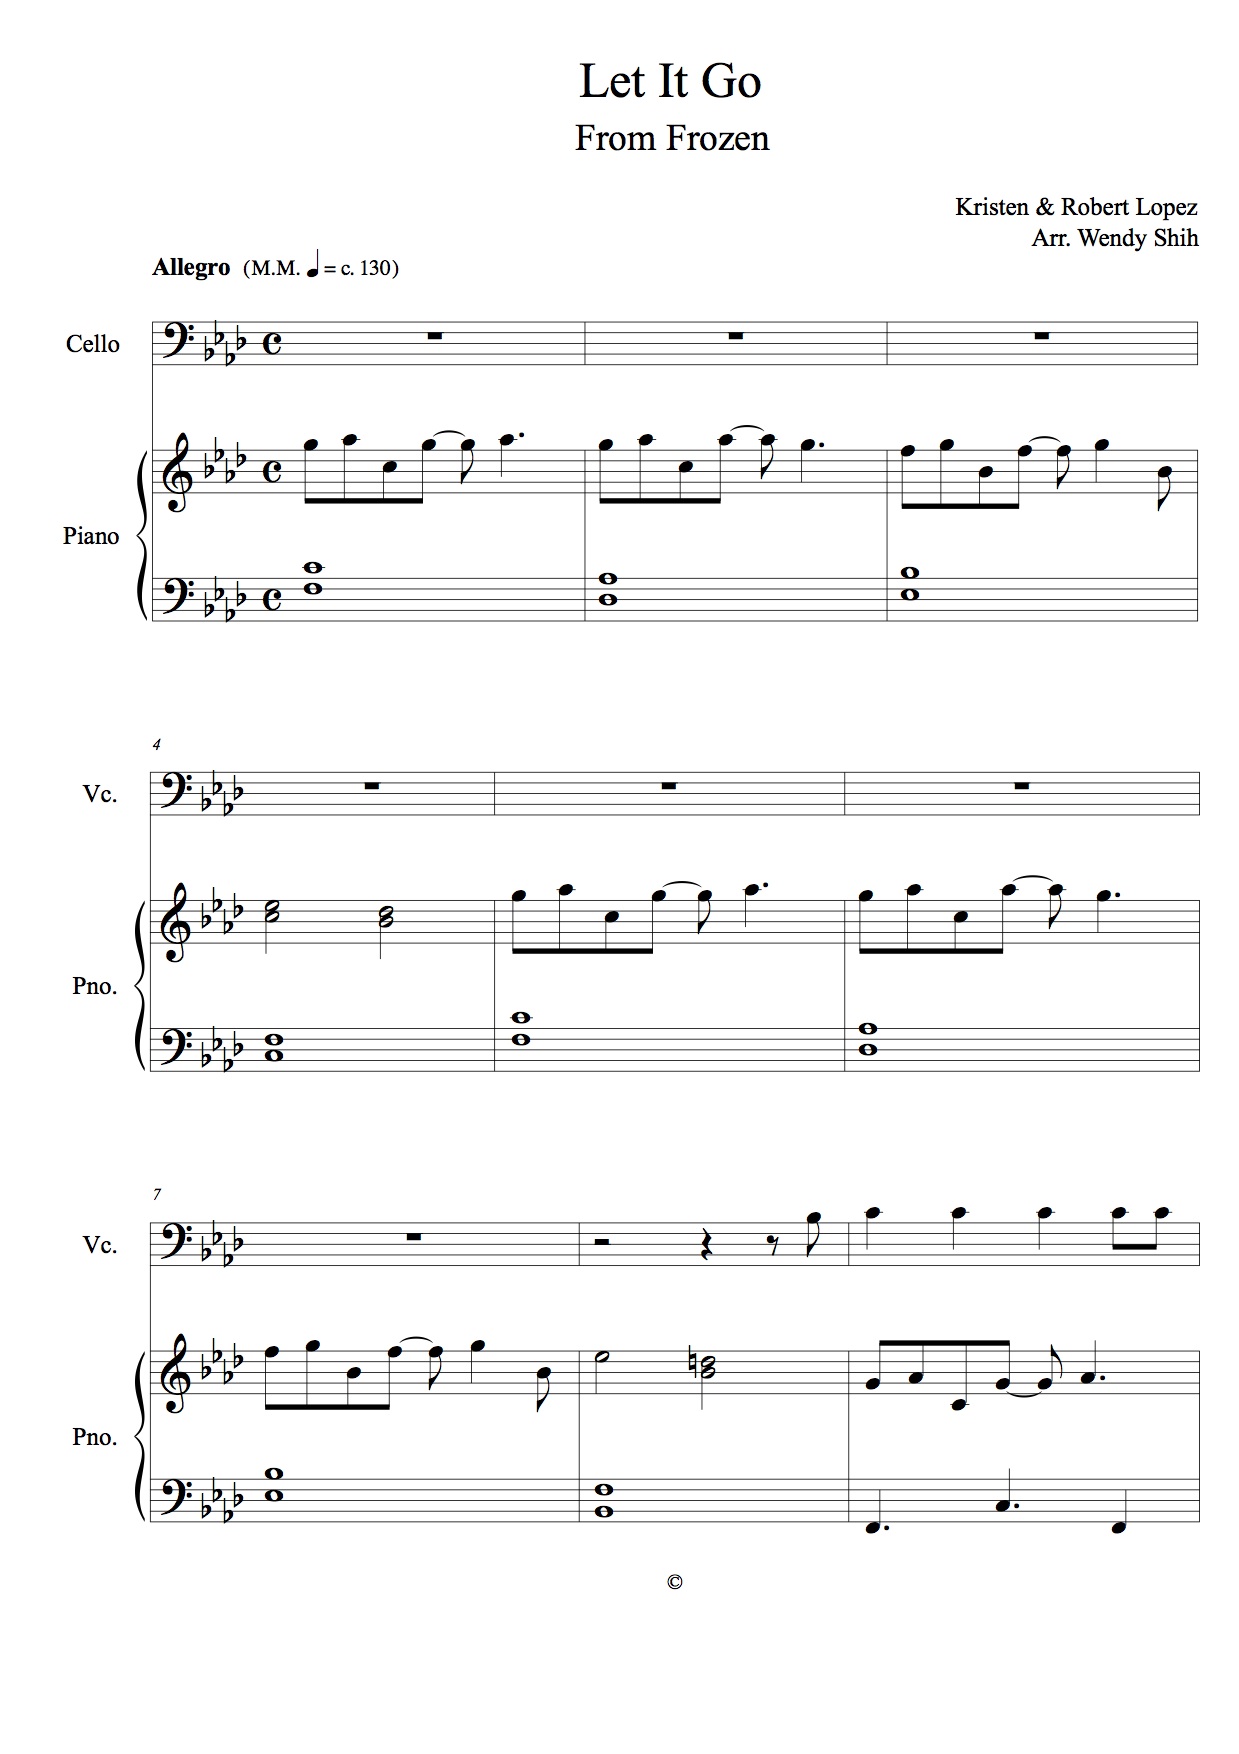 Let It Go
From Frozen
Kristen & Robert Lopez
Arr. Wendy Shih
Allegro (M.M. ♩ = c. 130)
Cello
Piano
4
Vc.
Pno.
7
Vc.
Pno.
©